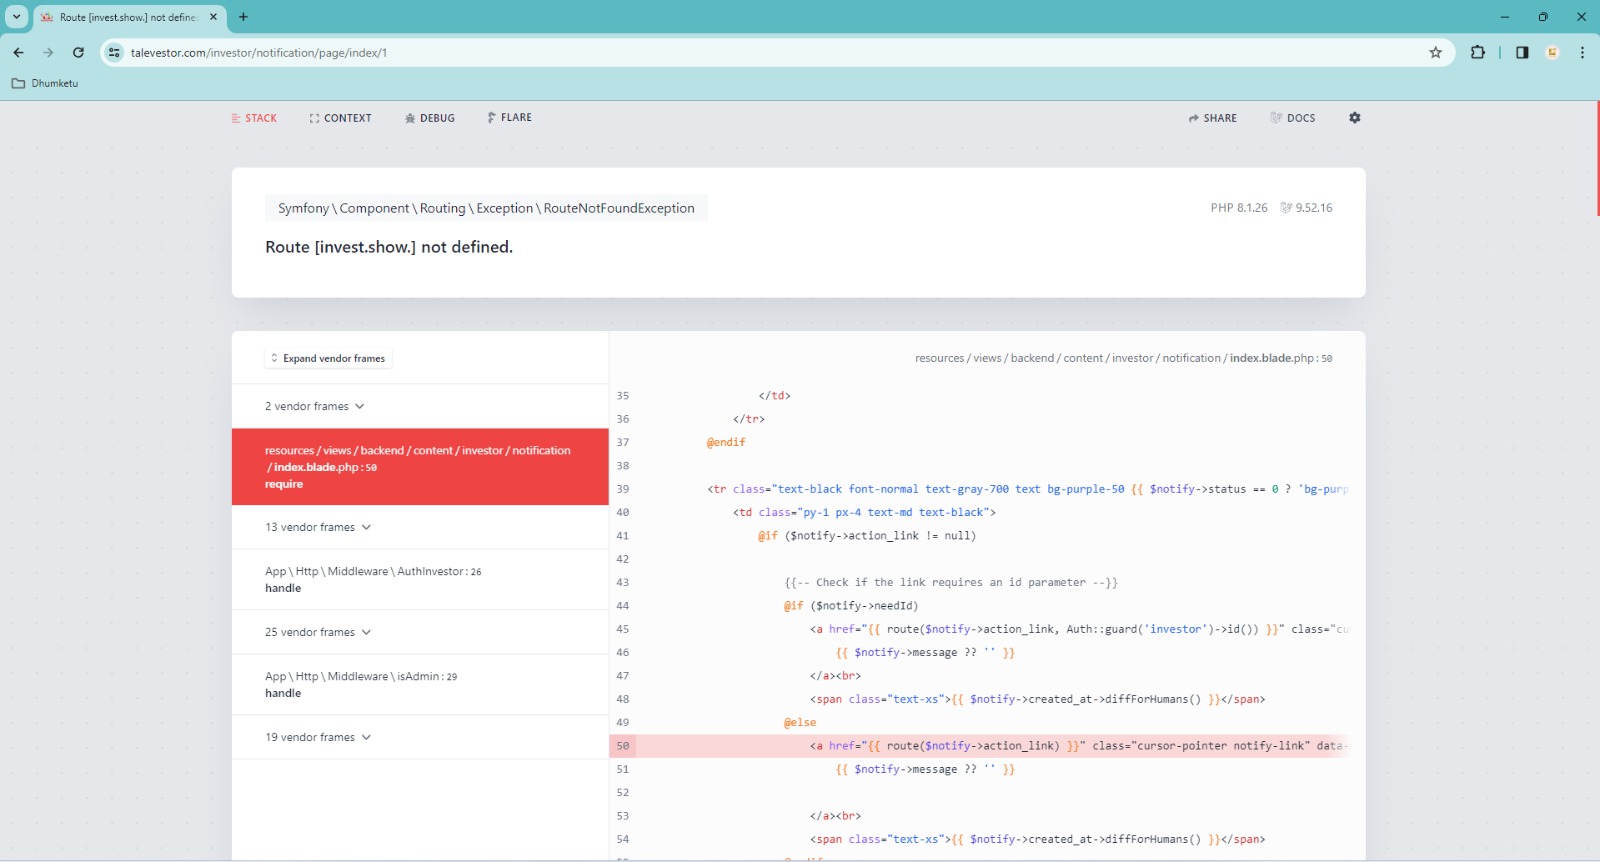 Route [invest.show.] not define
talevestor.com/investor/notification/page/index/1
Dhumketu
STACK
CONTEXT
DEBUG
FLARE
SHARE
DOCS
Symfony \ Component \ Routing \ Exception \ RouteNotFoundException
PHP 8.1.26
9.52.16
Route [invest.show.] not defined.
Expand vendor frames
2 vendor frames
resources / views / backend / content / investor / notification
/ index.blade.php : 50
require
13 vendor frames
App \ Http \ Middleware \ AuthInvestor : 26
handle
25 vendor frames
App \ Http \ Middleware \ isAdmin : 29
handle
19 vendor frames
resources / views / backend / content / investor / notification / index.blade.php : 50
35 </td>
36 </tr>
37 @endif
38
39 <tr class="text-black font-normal text-gray-700 text bg-purple-50 {{ $notify->status == 0 ? 'bg-purp
40 <td class="py-1 px-4 text-md text-black">
41 @if ($notify->action_link != null)
42
43 {{-- Check if the link requires an id parameter --}}
44 @if ($notify->needId)
45 <a href="{{ route($notify->action_link, Auth::guard('investor')->id()) }}" class="cu
46 {{ $notify->message ?? '' }}
47 </a><br>
48 <span class="text-xs">{{ $notify->created_at->diffForHumans() }}</span>
49 @else
50 <a href="{{ route($notify->action_link) }}" class="cursor-pointer notify-link" data-
51 {{ $notify->message ?? '' }}
52
53 </a><br>
54 <span class="text-xs">{{ $notify->created_at->diffForHumans() }}</span>